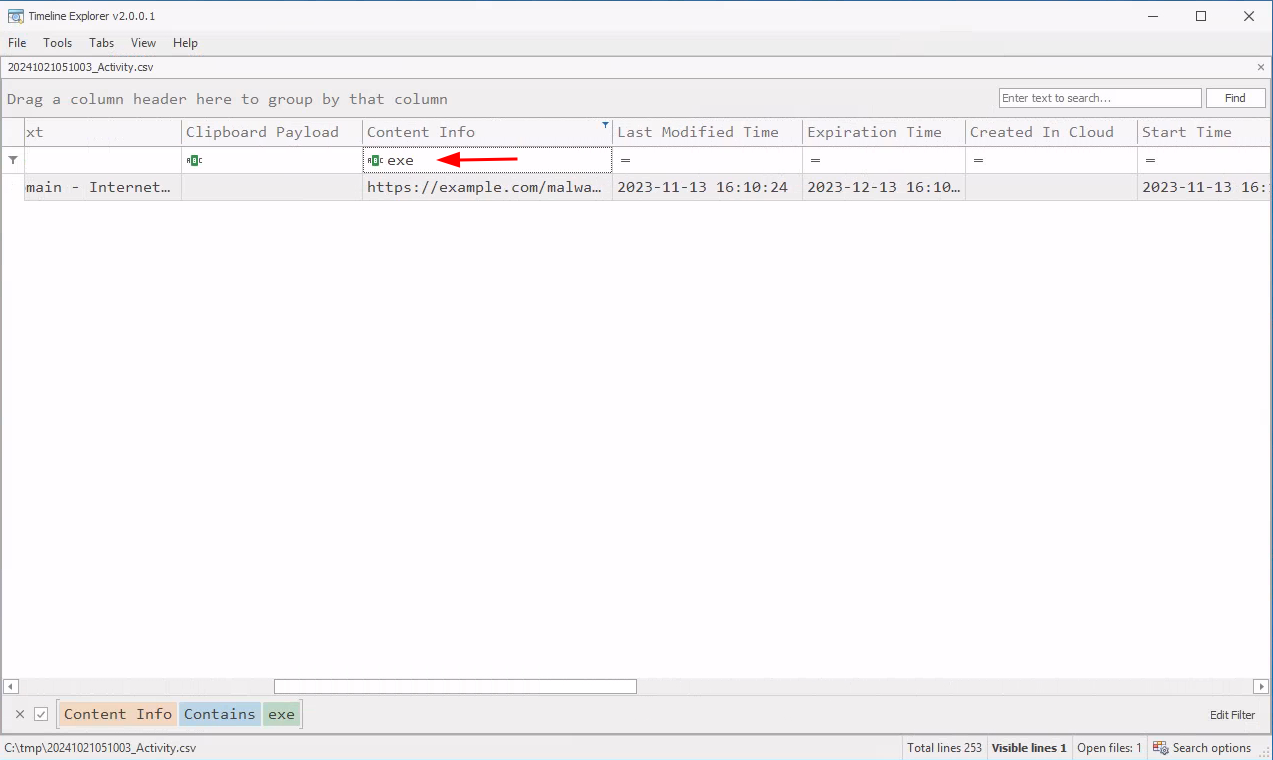 Timeline Explorer v2.0.0.1
File Tools Tabs View Help
20241021051003_Activity.csv
Drag a column header here to group by that column
Enter text to search... Find
xt Clipboard Payload Content Info Last Modified Time Expiration Time Created In Cloud Start Time
exe = = = =
main - Internet... https://example.com/malwa... 2023-11-13 16:10:24 2023-12-13 16:10... 2023-11-13 16:
Content Info Contains exe Edit Filter
C:\tmp\20241021051003_Activity.csv Total lines 253 Visible lines 1 Open files: 1 Search options